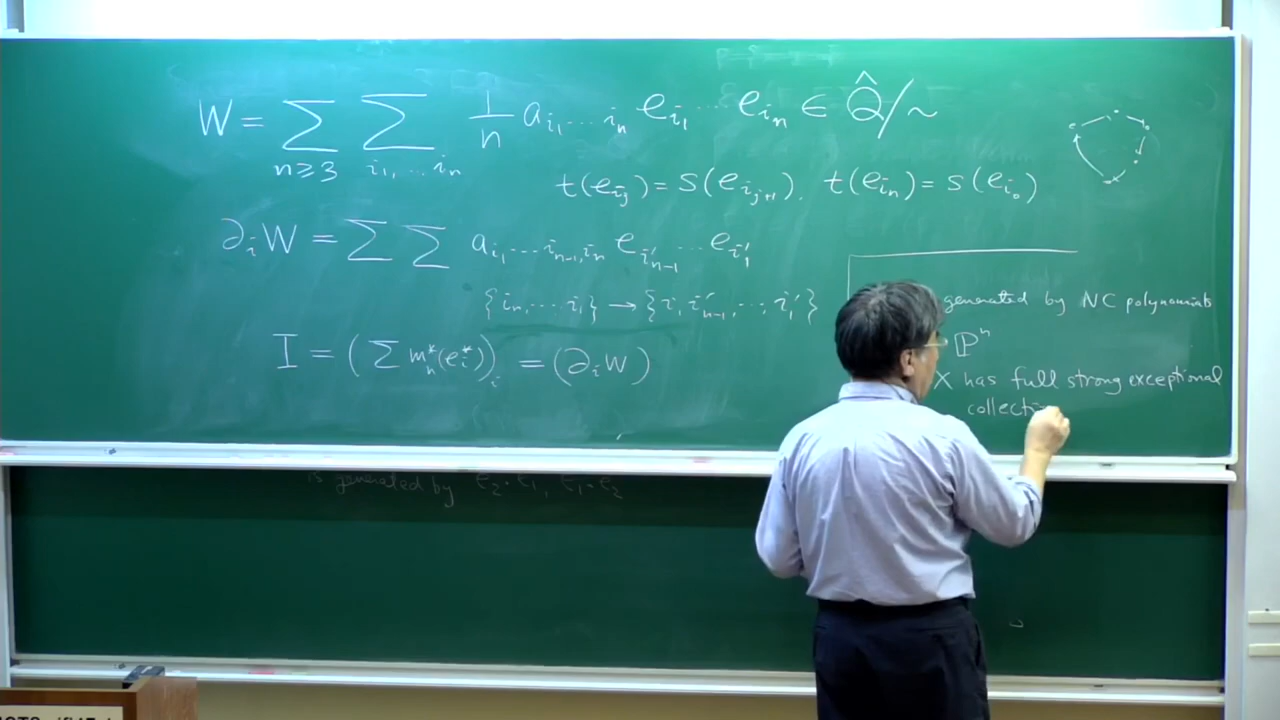 W = ∑_{n≥3} ∑_{i_1,…i_n} 1/n a_{i_1…i_n} e_{i_1}…e_{i_n} ∈ Q̂/~
t(e_{i_j}) = s(e_{i_{j+1}}). t(e_{i_n}) = s(e_{i_0})
∂_i W = ∑ ∑ a_{i_1…i_{n-1},i_n} e_{i'_{n-1}}…e_{i'_1}
{i_n,…,i_1} → {i, i'_{n-1},…,i'_1}
I = (∑ m_n^*(e_i^*))_i = (∂_i W)
generated by NC polynomials
ℙ^n
X has full strong exceptional
collecti
is generated by e_2·e_1, e_1·e_2